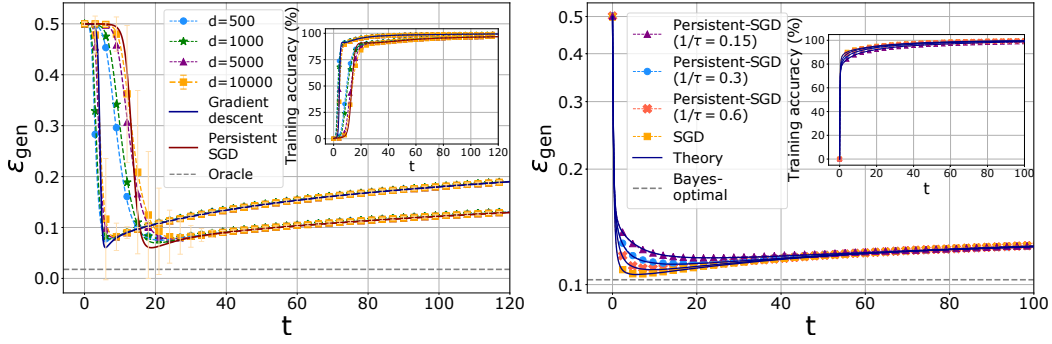 0.5
0.4
0.3
0.2
0.1
0.0
ε_gen
d=500
d=1000
d=5000
d=10000
Gradient
descent
Persistent
SGD
Oracle
Training accuracy (%)
100
75
50
25
0
0 20 40 60 80 100 120
t
0 20 40 60 80 100 120
t
0.5
0.3
0.2
0.1
ε_gen
Persistent-SGD
(1/τ = 0.15)
Persistent-SGD
(1/τ = 0.3)
Persistent-SGD
(1/τ = 0.6)
SGD
Theory
Bayes-
optimal
Training accuracy (%)
100
80
60
40
20
0
0 20 40 60 80 100
t
0 20 40 60 80 100
t